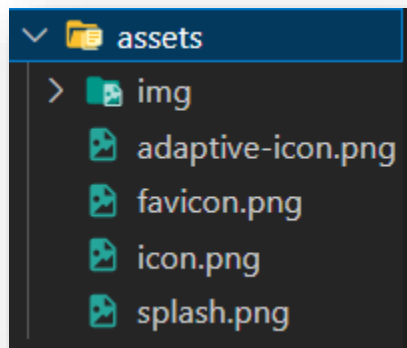 assets
img
adaptive-icon.png
favicon.png
icon.png
splash.png